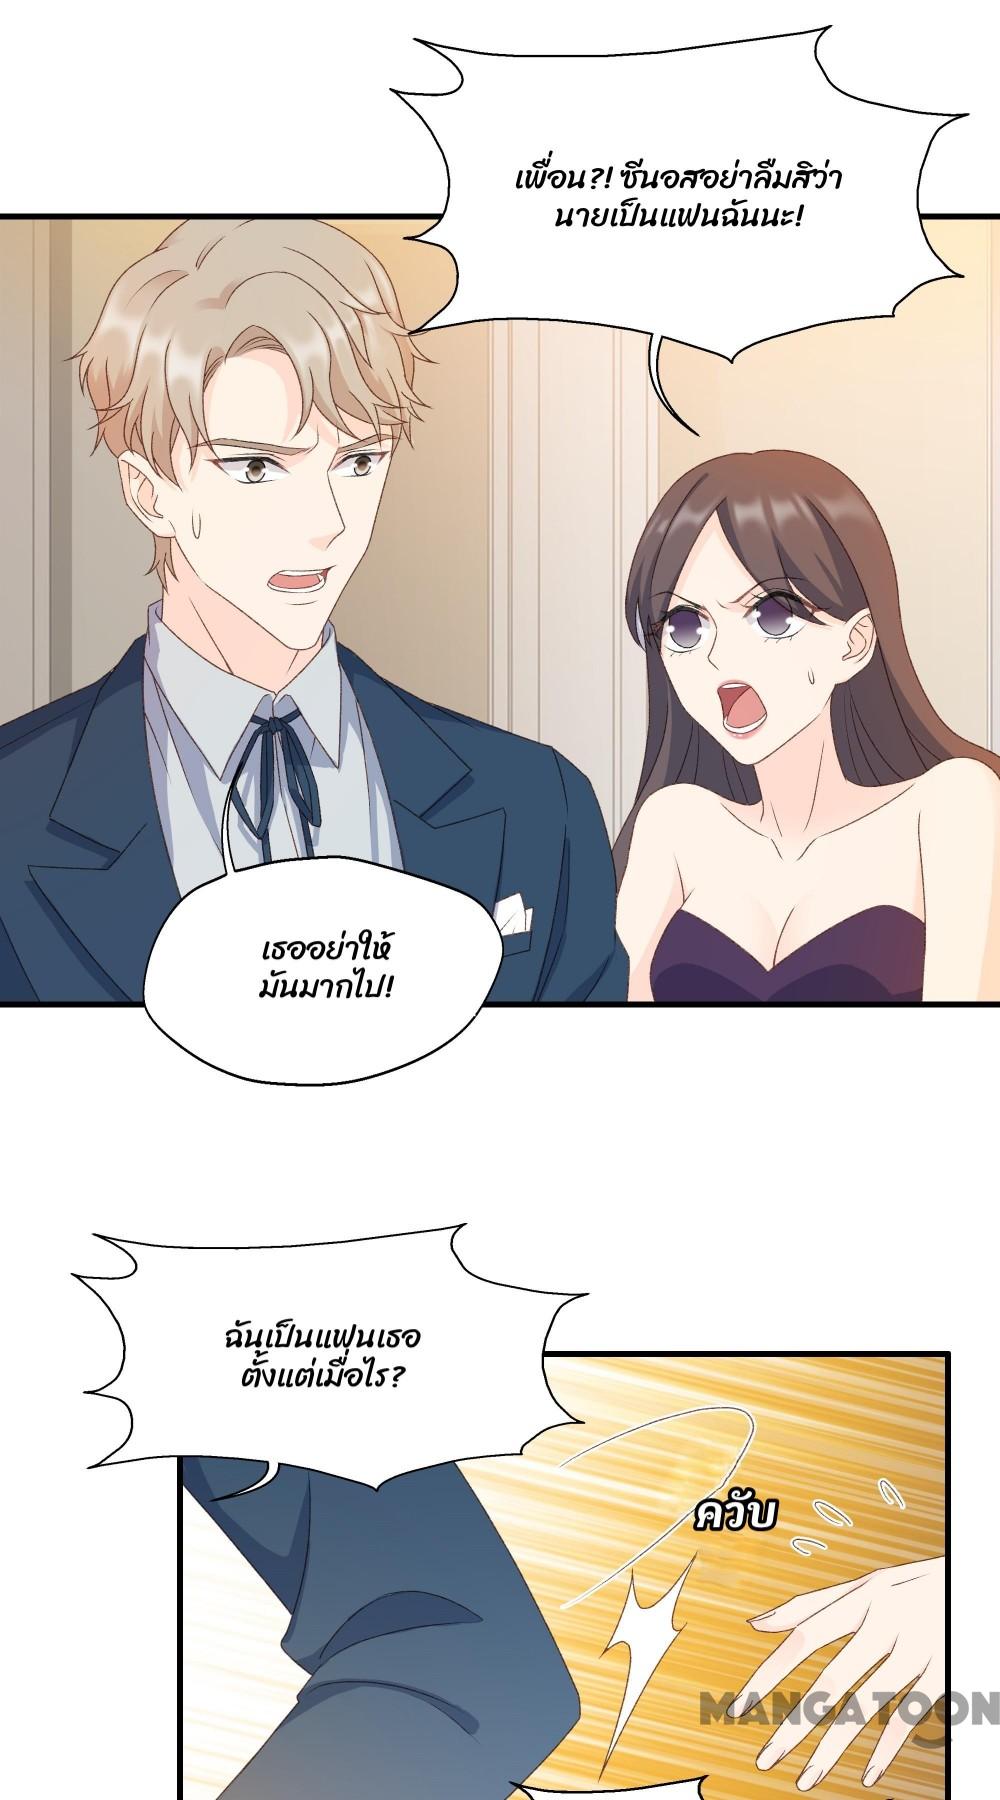 เพื่อน?! ซีนอสอย่าลืมสิว่า
นายเป็นแฟนฉันนะ!
เธออย่าให้
มันมากไป!
ฉันเป็นแฟนเธอ
ตั้งแต่เมื่อไร?
ควับ
MANGATOON